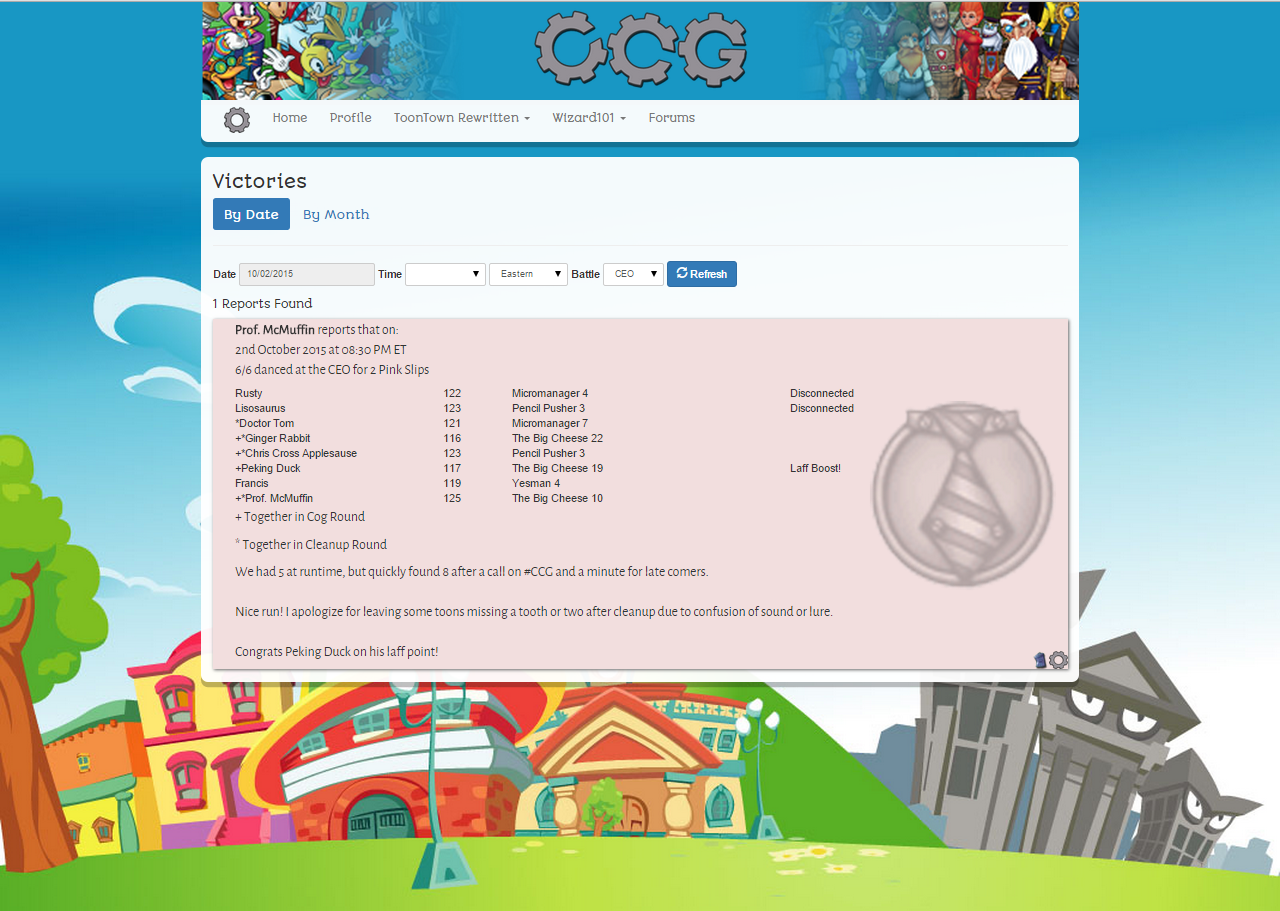 CCG
Home Profile ToonTown Rewritten Wizard101 Forums
Victories
By Date By Month
Date 10/02/2015 Time Eastern Battle CEO Refresh
1 Reports Found
Prof. McMuffin reports that on:
2nd October 2015 at 08:30 PM ET
6/6 danced at the CEO for 2 Pink Slips
Rusty 122 Micromanager 4 Disconnected
Lisosaurus 123 Pencil Pusher 3 Disconnected
*Doctor Tom 121 Micromanager 7
+*Ginger Rabbit 116 The Big Cheese 22
+*Chris Cross Applesause 123 Pencil Pusher 3
+Peking Duck 117 The Big Cheese 19 Laff Boost!
Francis 119 Yesman 4
+*Prof. McMuffin 125 The Big Cheese 10
+ Together in Cog Round
* Together in Cleanup Round
We had 5 at runtime, but quickly found 8 after a call on #CCG and a minute for late comers.
Nice run! I apologize for leaving some toons missing a tooth or two after cleanup due to confusion of sound or lure.
Congrats Peking Duck on his laff point!